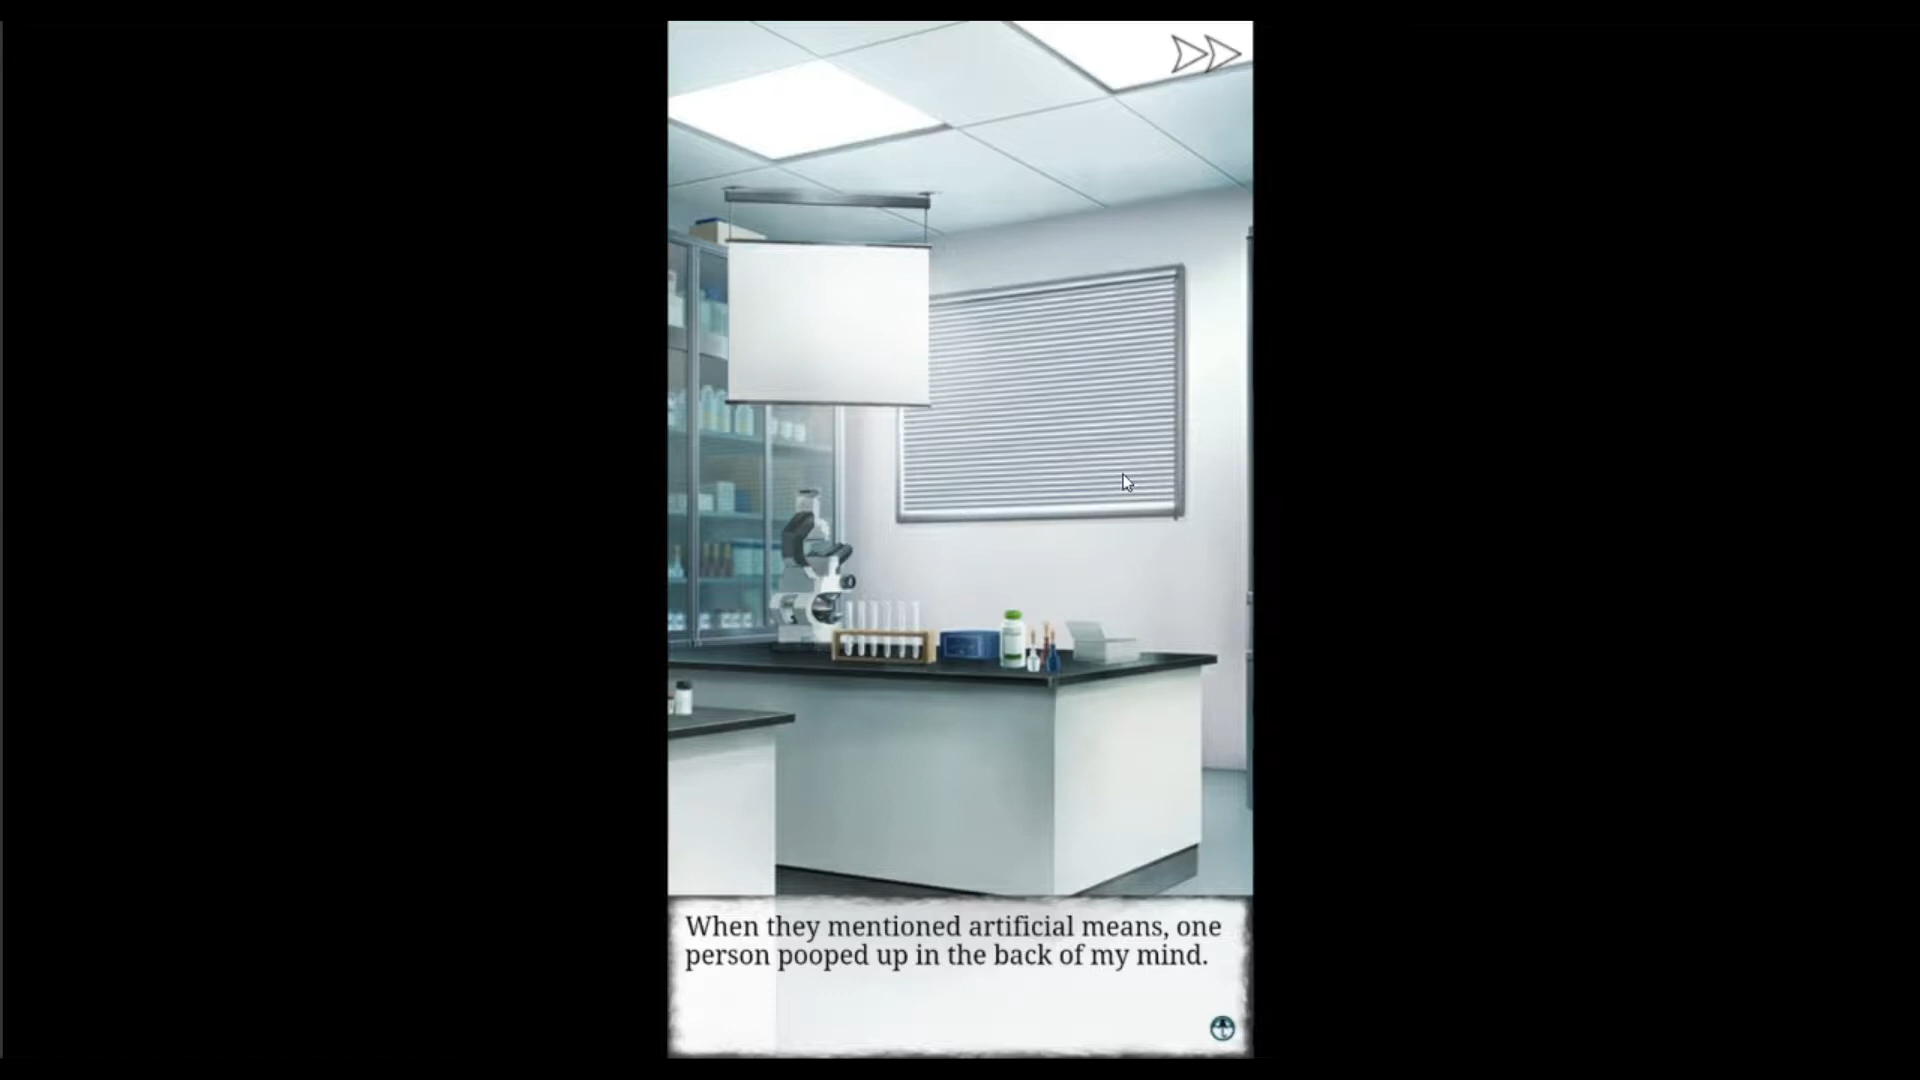 When they mentioned artificial means, one
person pooped up in the back of my mind.